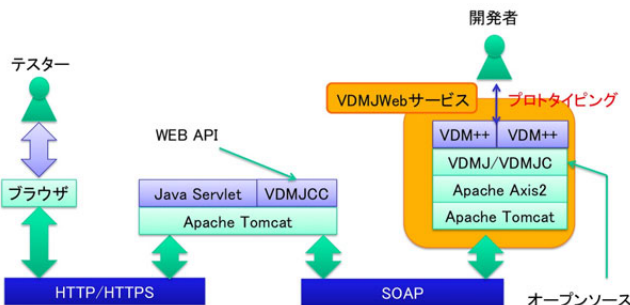 開発者
テスター
VDMJWebサービス
プロトタイピング
WEB API
VDM++ VDM++
VDMJ/VDMJC
ブラウザ
Java Servlet VDMJCC
Apache Axis2
Apache Tomcat
Apache Tomcat
HTTP/HTTPS
SOAP
オープンソース